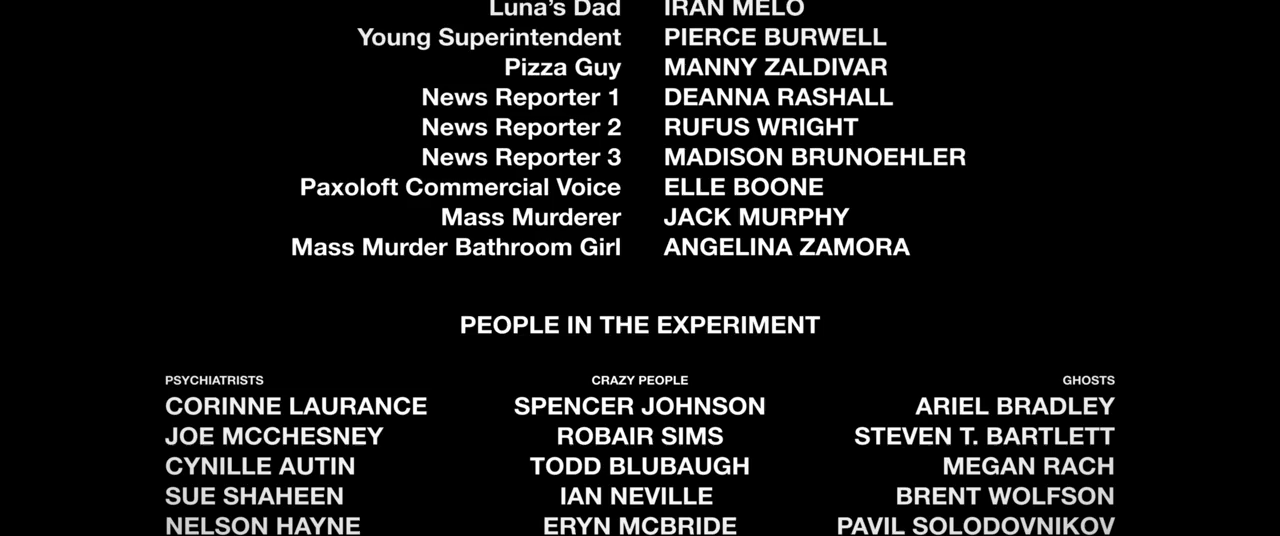 Luna's Dad IRAN MELO
Young Superintendent PIERCE BURWELL
Pizza Guy MANNY ZALDIVAR
News Reporter 1 DEANNA RASHALL
News Reporter 2 RUFUS WRIGHT
News Reporter 3 MADISON BRUNOEHLER
Paxoloft Commercial Voice ELLE BOONE
Mass Murderer JACK MURPHY
Mass Murder Bathroom Girl ANGELINA ZAMORA
PEOPLE IN THE EXPERIMENT
PSYCHIATRISTS CRAZY PEOPLE GHOSTS
CORINNE LAURANCE SPENCER JOHNSON ARIEL BRADLEY
JOE MCCHESNEY ROBAIR SIMS STEVEN T. BARTLETT
CYNILLE AUTIN TODD BLUBAUGH MEGAN RACH
SUE SHAHEEN IAN NEVILLE BRENT WOLFSON
NELSON HAYNE ERYN MCBRIDE PAVIL SOLODOVNIKOV